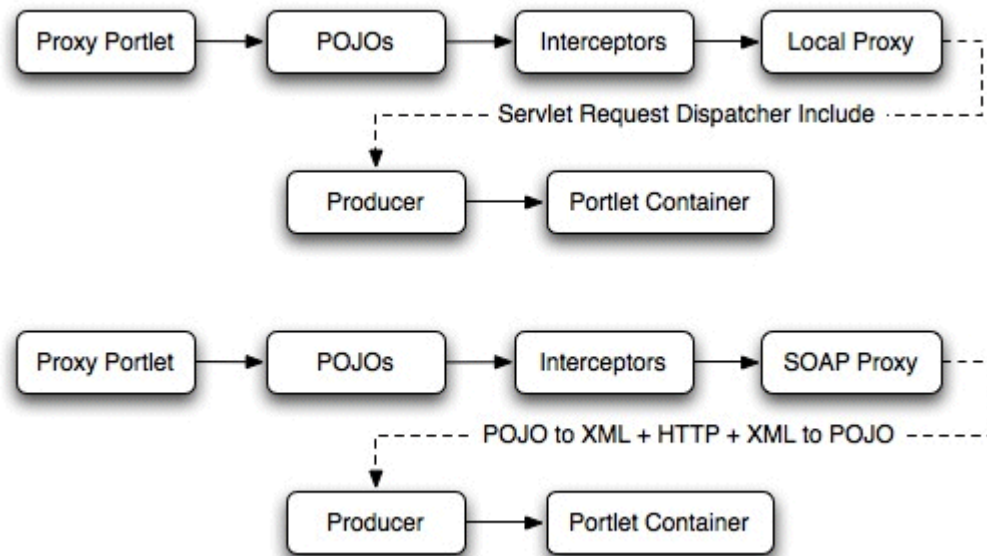 Proxy Portlet
POJOs
Interceptors
Local Proxy
Servlet Request Dispatcher Include
Producer
Portlet Container
Proxy Portlet
POJOs
Interceptors
SOAP Proxy
POJO to XML + HTTP + XML to POJO
Producer
Portlet Container